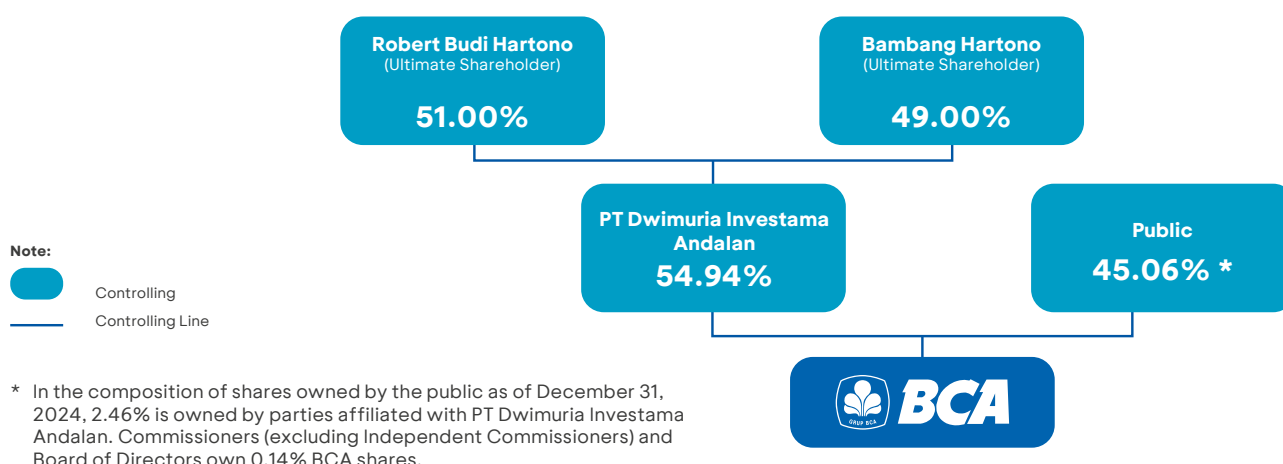 Robert Budi Hartono
(Ultimate Shareholder)
51.00%
Bambang Hartono
(Ultimate Shareholder)
49.00%
PT Dwimuria Investama
Andalan
54.94%
Public
45.06% *
Note:
Controlling
Controlling Line
GRUP BCA
BCA
* In the composition of shares owned by the public as of December 31,
2024, 2.46% is owned by parties affiliated with PT Dwimuria Investama
Andalan. Commissioners (excluding Independent Commissioners) and
Board of Directors own 0.14% BCA shares.